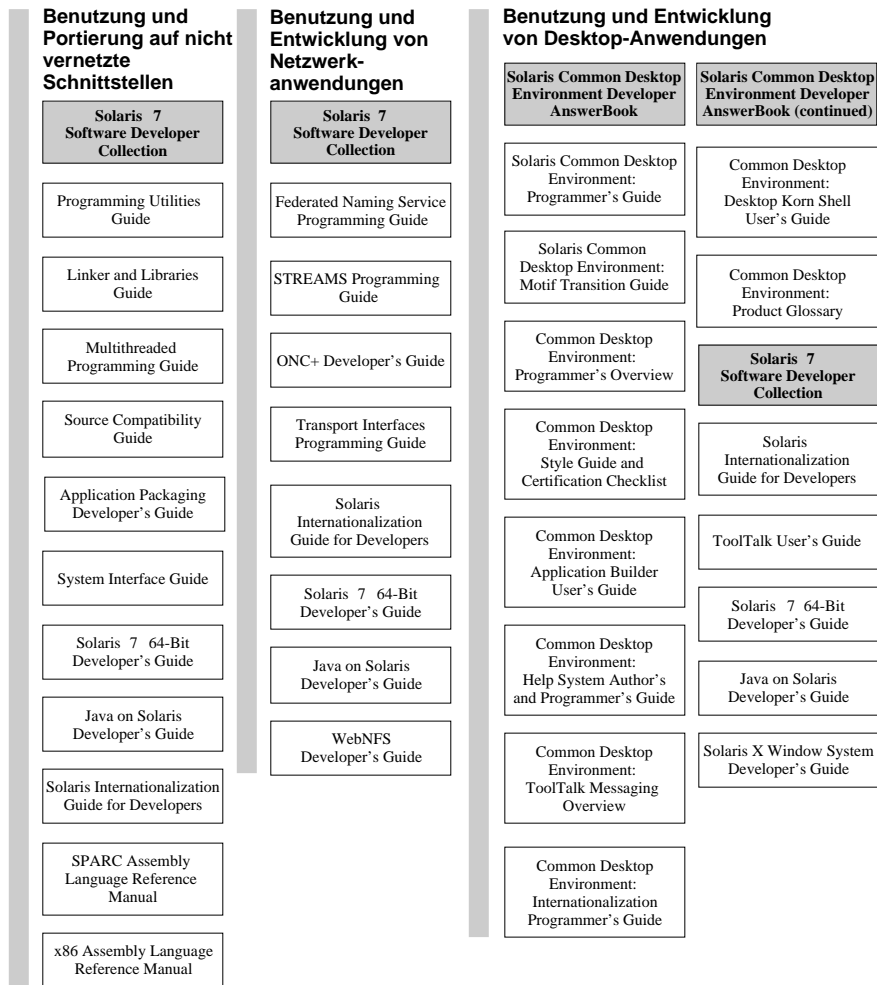 Benutzung und
Portierung auf nicht
vernetzte
Schnittstellen
Solaris 7
Software Developer
Collection
Programming Utilities
Guide
Linker and Libraries
Guide
Multithreaded
Programming Guide
Source Compatibility
Guide
Application Packaging
Developer's Guide
System Interface Guide
Solaris 7 64-Bit
Developer's Guide
Java on Solaris
Developer's Guide
Solaris Internationalization
Guide for Developers
SPARC Assembly
Language Reference
Manual
x86 Assembly Language
Reference Manual
Benutzung und
Entwicklung von
Netzwerk-
anwendungen
Solaris 7
Software Developer
Collection
Federated Naming Service
Programming Guide
STREAMS Programming
Guide
ONC+ Developer's Guide
Transport Interfaces
Programming Guide
Solaris
Internationalization
Guide for Developers
Solaris 7 64-Bit
Developer's Guide
Java on Solaris
Developer's Guide
WebNFS
Developer's Guide
Benutzung und Entwicklung
von Desktop-Anwendungen
Solaris Common Desktop
Environment Developer
AnswerBook
Solaris Common Desktop
Environment:
Programmer's Guide
Solaris Common
Desktop Environment:
Motif Transition Guide
Common Desktop
Environment:
Programmer's Overview
Common Desktop
Environment:
Style Guide and
Certification Checklist
Common Desktop
Environment:
Application Builder
User's Guide
Common Desktop
Environment:
Help System Author's
and Programmer's Guide
Common Desktop
Environment:
ToolTalk Messaging
Overview
Common Desktop
Environment:
Internationalization
Programmer's Guide
Solaris Common Desktop
Environment Developer
AnswerBook (continued)
Common Desktop
Environment:
Desktop Korn Shell
User's Guide
Common Desktop
Environment:
Product Glossary
Solaris 7
Software Developer
Collection
Solaris
Internationalization
Guide for Developers
ToolTalk User's Guide
Solaris 7 64-Bit
Developer's Guide
Java on Solaris
Developer's Guide
Solaris X Window System
Developer's Guide